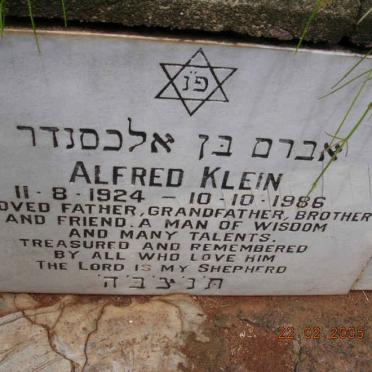 פ״נ
אברם בן אלכסנדר
ALFRED KLEIN
11-8-1924 - 10-10-1986
LOVED FATHER, GRANDFATHER, BROTHER
AND FRIEND. A MAN OF WISDOM
AND MANY TALENTS.
TREASURED AND REMEMBERED
BY ALL WHO LOVE HIM
THE LORD IS MY SHEPHERD
ת׳נ׳צ׳ב׳ה׳
22 02 2005